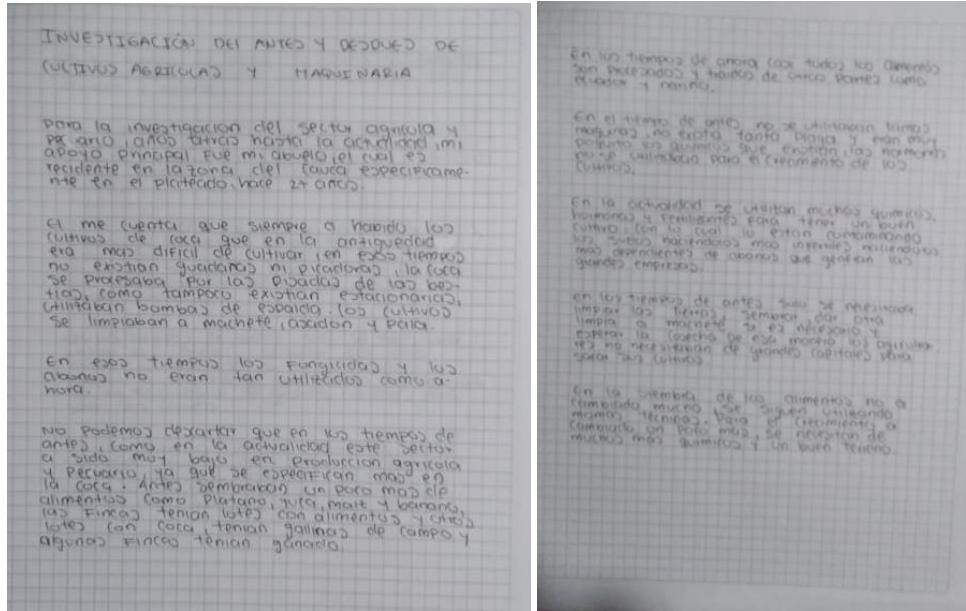 INVESTIGACIÓN DEL ANTES Y DESPUES DE
CULTIVOS AGRICOLAS Y MAQUINARIA
para la investigacion del sector agricola y
pecuario, años atras hasta la actualidad, mi
apoyo principal fue mi abuelo, el cual es
recidente en la zona del cauca especificame-
nte en el plateado, hace 27 años.
El me cuenta que siempre a habido los
cultivos de coca que en la antiguedad
era mas dificil de cultivar, en esos tiempos
no existian guadañas ni picadoras, la coca
se procesaba por las pisadas de las bes-
tias, como tampoco existian estacionarias,
utilizaban bombas de espalda. los cultivos
se limpiaban a machete, asadon y pala.
En esos tiempos los fungicidas y los
abonos no eran tan utilizados como a-
hora.
No podemos descartar que en los tiempos de
antes, como en la actualidad este sector
a sido muy bajo en produccion agricola
y pecuario, ya que se especifican mas en
la coca. Antes sembraban un poco mas de
alimentos como platano, yuca, maiz y banano,
las fincas tenian lotes con alimentos y otros
lotes con coca, tenian gallinas de campo y
algunas fincas tenian ganado.
En los tiempos de ahora casi todos los alimentos
son procesados y traidos de otras partes como
ecuador y nariño.
En el tiempo de antes no se utilizaban tantas
maquinas, no existia tanta plaga y eran muy
los quimicos que existian, las hormonas
no se utilizaban para el crecimiento de los
cultivos.
En la actualidad se utilizan muchos quimicos,
hormonas y fertilizantes para tener un buen
cultivo, con lo cual lo estan contaminando
los suelos haciendolos mas infertiles haciendolos
mas dependientes de abonos que generan las
grandes empresas.
en los tiempos de antes solo se necesitaba
limpiar las tierras, sembrar dar otra
limpia a machete si es necesario y
esperar la cosecha de esa manera los agricultor-
res no necesitaban de grandes capitales para
sacar sus cultivos.
En la siembra de los alimentos no a
cambiado mucho, se siguen utilizando
mismas tecnicas. Para el crecimiento a
cambiado un poco mas, se necesitan de
muchos mas quimicos y un buen terreno.